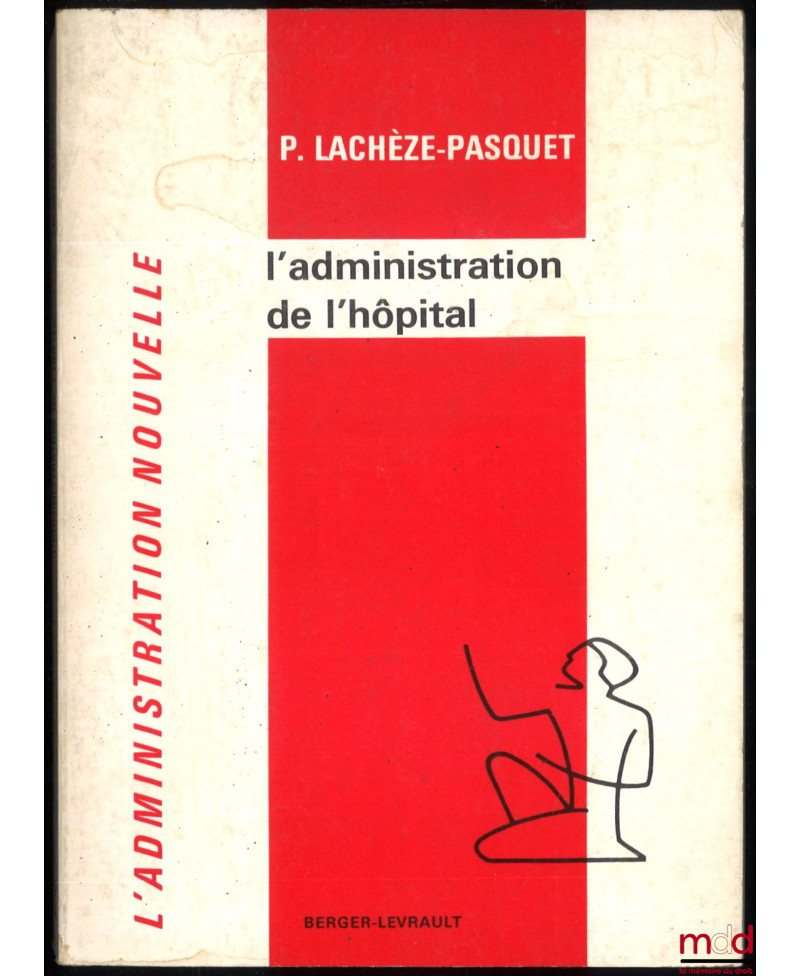 P. LACHÈZE-PASQUET
l'administration
de l'hôpital
L'ADMINISTRATION NOUVELLE
BERGER-LEVRAULT
mdd
la mémoire du droit